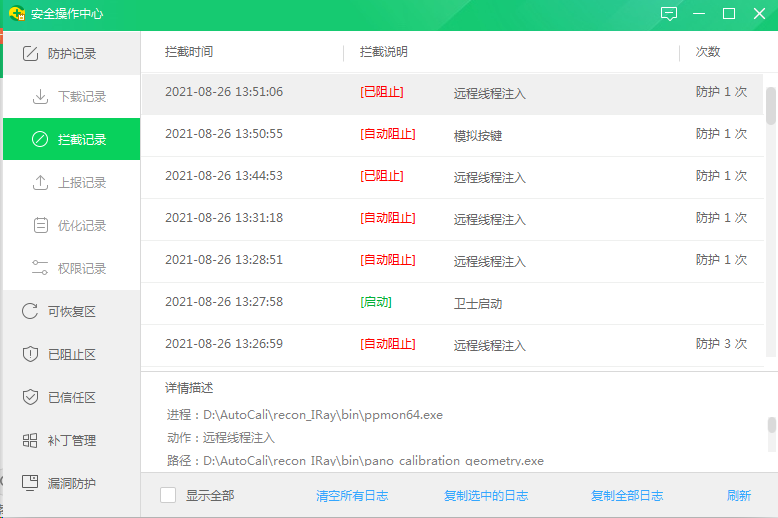 安全操作中心
防护记录
下载记录
拦截记录
上报记录
优化记录
权限记录
可恢复区
已阻止区
已信任区
补丁管理
漏洞防护
拦截时间 拦截说明 次数
2021-08-26 13:51:06 [已阻止] 远程线程注入 防护 1 次
2021-08-26 13:50:55 [自动阻止] 模拟按键 防护 1 次
2021-08-26 13:44:53 [已阻止] 远程线程注入 防护 1 次
2021-08-26 13:31:18 [自动阻止] 远程线程注入 防护 1 次
2021-08-26 13:28:51 [自动阻止] 远程线程注入 防护 1 次
2021-08-26 13:27:58 [启动] 卫士启动
2021-08-26 13:26:59 [自动阻止] 远程线程注入 防护 3 次
详情描述
进程：D:\AutoCali\recon_IRay\bin\ppmon64.exe
动作：远程线程注入
路径：D:\AutoCali\recon_IRay\bin\pano_calibration_geometry.exe
显示全部 清空所有日志 复制选中的日志 复制全部日志 刷新